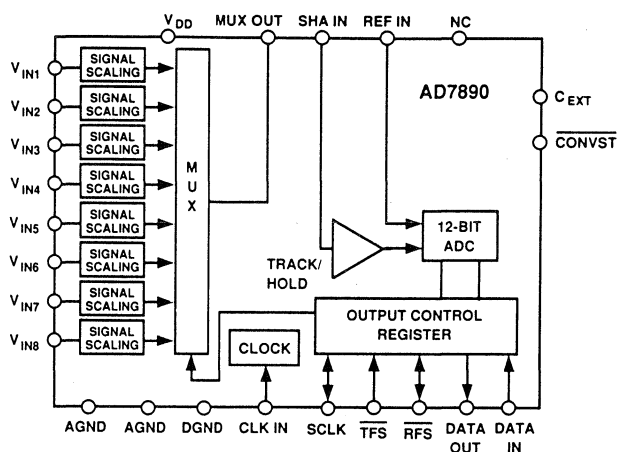 VDD MUX OUT SHA IN REF IN NC
VIN1 SIGNAL SCALING
VIN2 SIGNAL SCALING
VIN3 SIGNAL SCALING
VIN4 SIGNAL SCALING
VIN5 SIGNAL SCALING
VIN6 SIGNAL SCALING
VIN7 SIGNAL SCALING
VIN8 SIGNAL SCALING
MUX
AD7890
CEXT
CONVST
TRACK/
HOLD
12-BIT
ADC
OUTPUT CONTROL
REGISTER
CLOCK
AGND AGND DGND CLK IN SCLK TFS RFS DATA OUT DATA IN